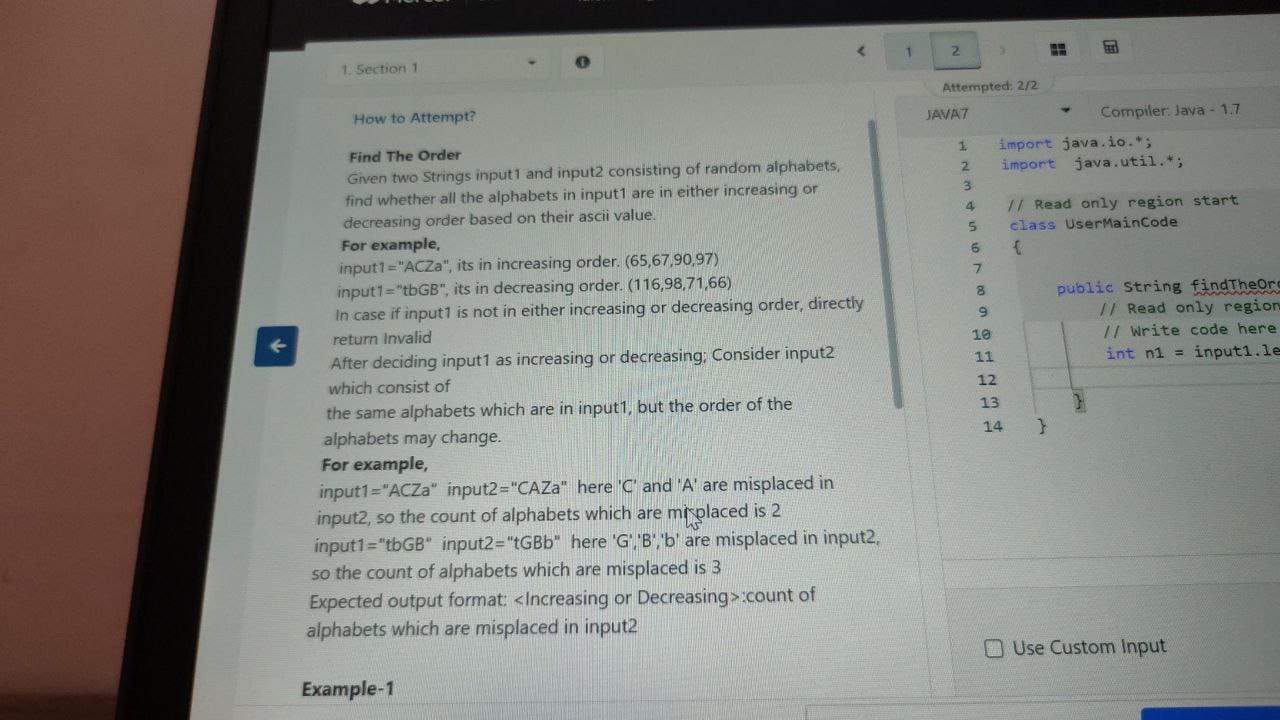 1. Section 1
1 2
Attempted: 2/2
How to Attempt?
Find The Order
Given two Strings input1 and input2 consisting of random alphabets,
find whether all the alphabets in input1 are in either increasing or
decreasing order based on their ascii value.
For example,
input1="ACZa", its in increasing order. (65,67,90,97)
input1="tbGB", its in decreasing order. (116,98,71,66)
In case if input1 is not in either increasing or decreasing order, directly
return Invalid
After deciding input1 as increasing or decreasing; Consider input2
which consist of
the same alphabets which are in input1, but the order of the
alphabets may change.
For example,
input1="ACZa" input2="CAZa" here 'C' and 'A' are misplaced in
input2, so the count of alphabets which are misplaced is 2
input1="tbGB" input2="tGBb" here 'G','B','b' are misplaced in input2,
so the count of alphabets which are misplaced is 3
Expected output format: <Increasing or Decreasing>:count of
alphabets which are misplaced in input2
Example-1
JAVA7 Compiler: Java - 1.7
1 import java.io.*;
2 import java.util.*;
3
4 // Read only region start
5 class UserMainCode
6 {
7
8 public String findTheOr
9 // Read only region
10 // Write code here
11 int n1 = input1.le
12
13 }
14 }
Use Custom Input